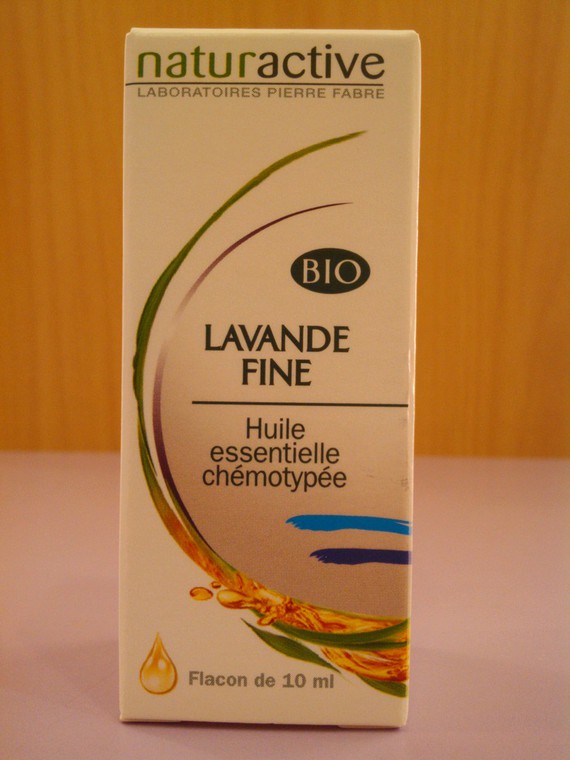 naturactive
LABORATOIRES PIERRE FABRE
BIO
LAVANDE
FINE
Huile
essentielle
chémotypée
Flacon de 10 ml